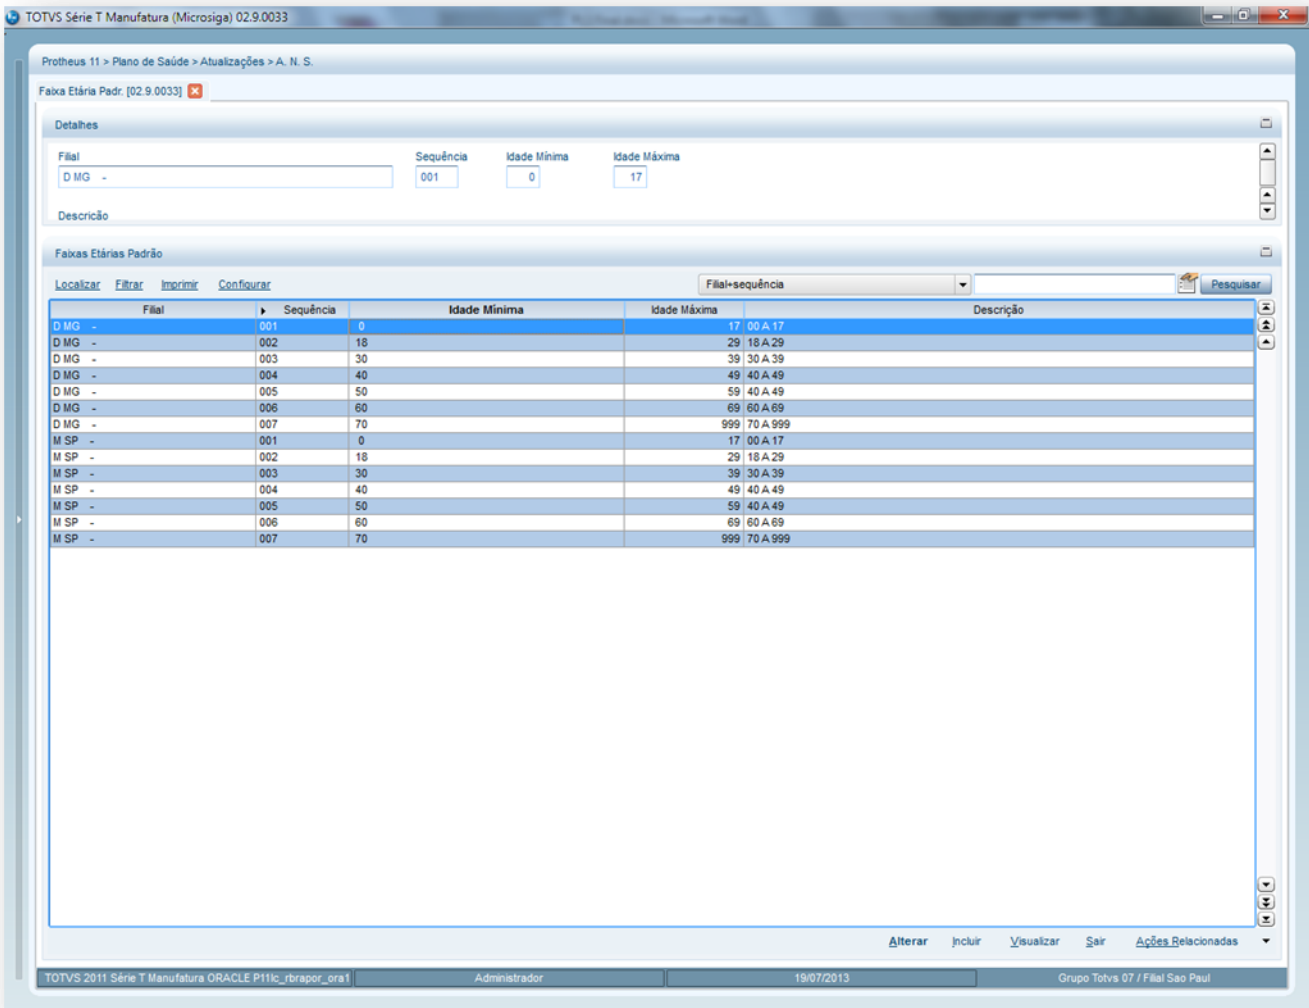 TOTVS Série T Manufatura (Microsiga) 02.9.0033
Protheus 11 > Plano de Saúde > Atualizações > A. N. S.
Faixa Etária Padr. [02.9.0033]
Detalhes
Filial Sequência Idade Mínima Idade Máxima
D MG - 001 0 17
Descricão
Faixas Etárias Padrão
Localizar Filtrar Imprimir Configurar Filial+sequência Pesquisar
Filial Sequência Idade Mínima Idade Máxima Descrição
D MG - 001 0 17 00 A 17
D MG - 002 18 29 18 A 29
D MG - 003 30 39 30 A 39
D MG - 004 40 49 40 A 49
D MG - 005 50 59 40 A 49
D MG - 006 60 69 60 A 69
D MG - 007 70 999 70 A 999
M SP - 001 0 17 00 A 17
M SP - 002 18 29 18 A 29
M SP - 003 30 39 30 A 39
M SP - 004 40 49 40 A 49
M SP - 005 50 59 40 A 49
M SP - 006 60 69 60 A 69
M SP - 007 70 999 70 A 999
Alterar Incluir Visualizar Sair Ações Relacionadas
TOTVS 2011 Série T Manufatura ORACLE P11lc_rbrapor_ora1 Administrador 19/07/2013 Grupo Totvs 07 / Filial Sao Paul